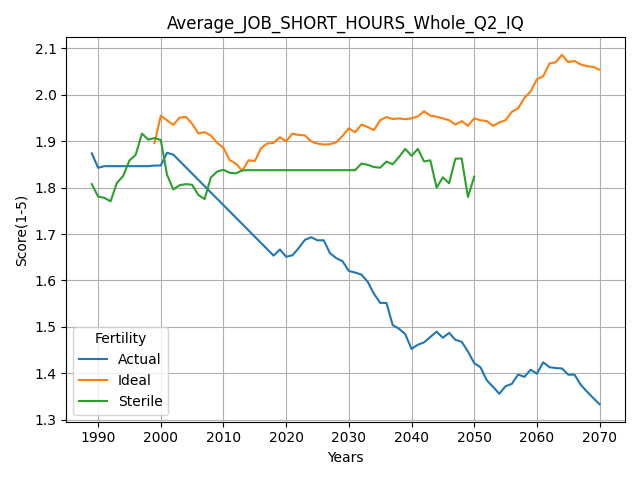 Average_JOB_SHORT_HOURS_Whole_Q2_IQ
Score(1-5)
2.1
2.0
1.9
1.8
1.7
1.6
1.5
1.4
1.3
Fertility
Actual
Ideal
Sterile
1990 2000 2010 2020 2030 2040 2050 2060 2070
Years